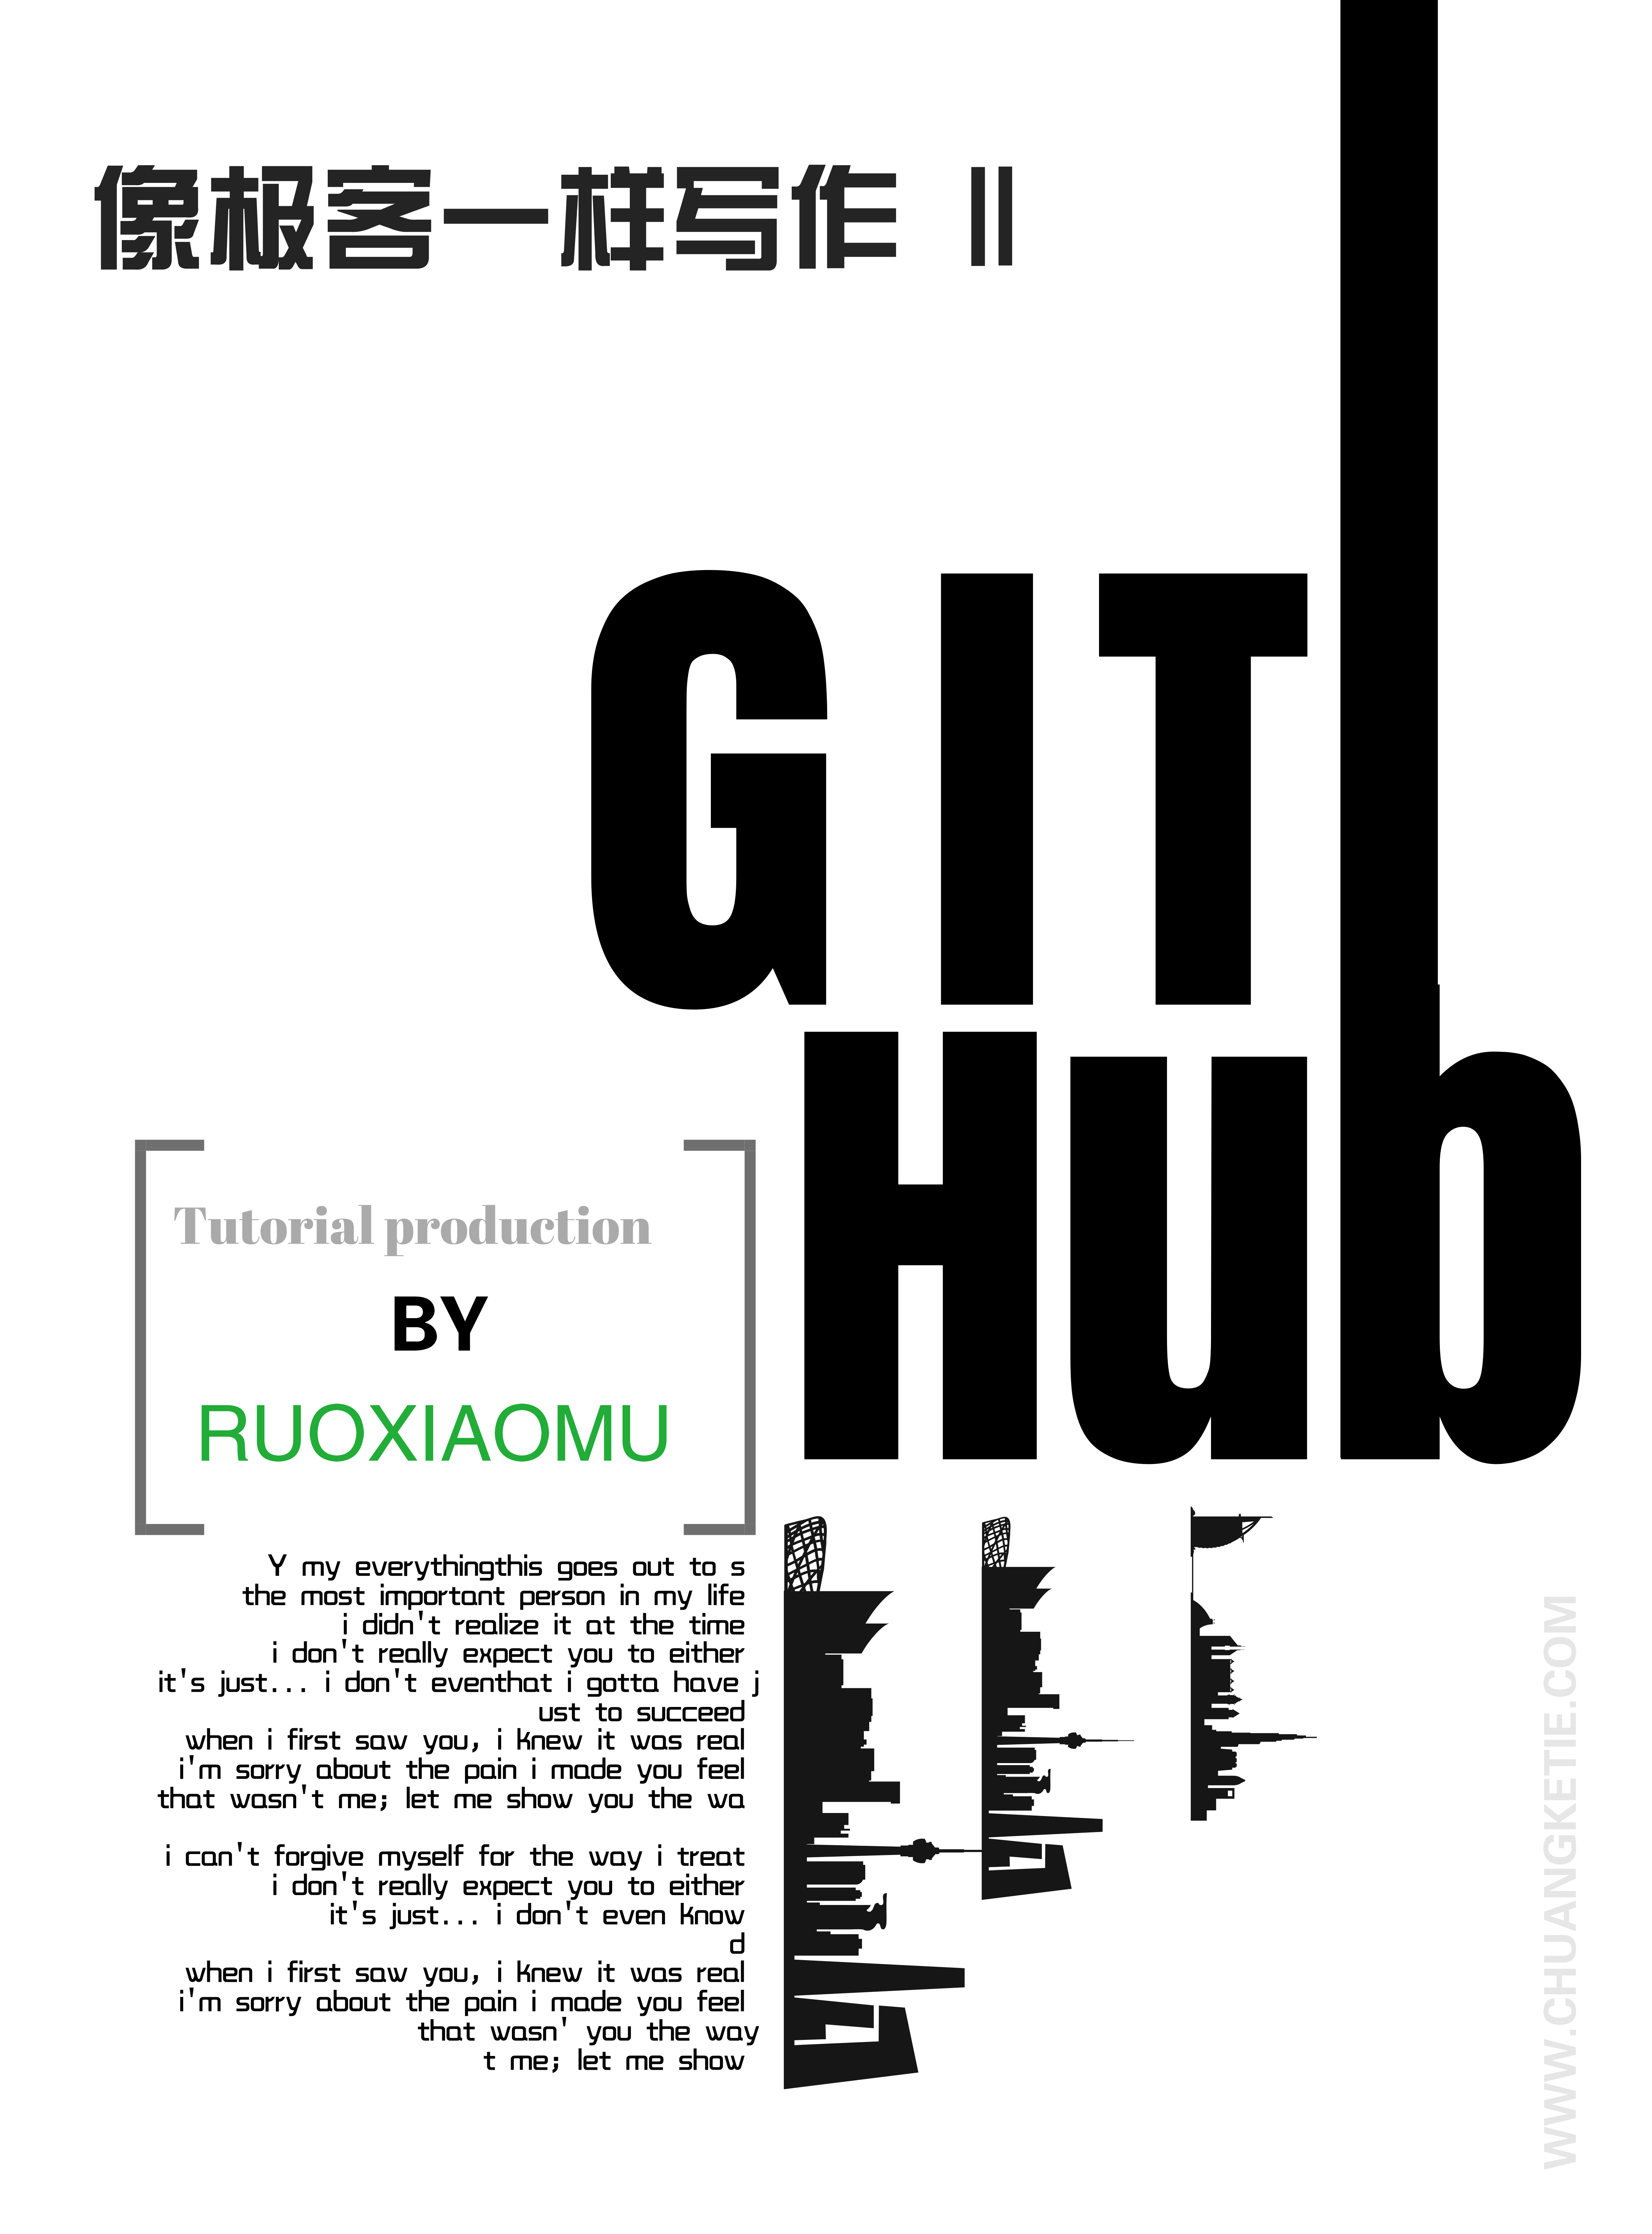 像极客一样写作 II
GIT
Hub
Tutorial production
BY
RUOXIAOMU
Y my everythingthis goes out to s
the most important person in my life
i didn't realize it at the time
i don't really expect you to either
it's just... i don't eventhat i gotta have j
ust to succeed
when i first saw you, i knew it was real
i'm sorry about the pain i made you feel
that wasn't me; let me show you the wa
i can't forgive myself for the way i treat
i don't really expect you to either
it's just... i don't even know
d
when i first saw you, i knew it was real
i'm sorry about the pain i made you feel
that wasn' you the way
t me; let me show
WWW.CHUANGKETIE.COM